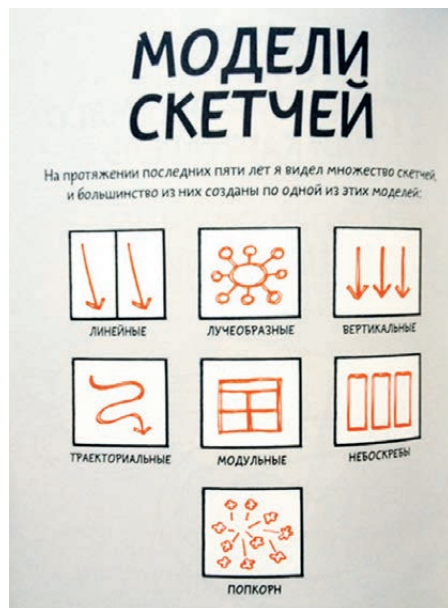 МОДЕЛИ
СКЕТЧЕЙ
На протяжении последних пяти лет я видел множество скетчей,
и большинство из них созданы по одной из этих моделей:
ЛИНЕЙНЫЕ
ЛУЧЕОБРАЗНЫЕ
ВЕРТИКАЛЬНЫЕ
ТРАЕКТОРИАЛЬНЫЕ
МОДУЛЬНЫЕ
НЕБОСКРЕБЫ
ПОПКОРН